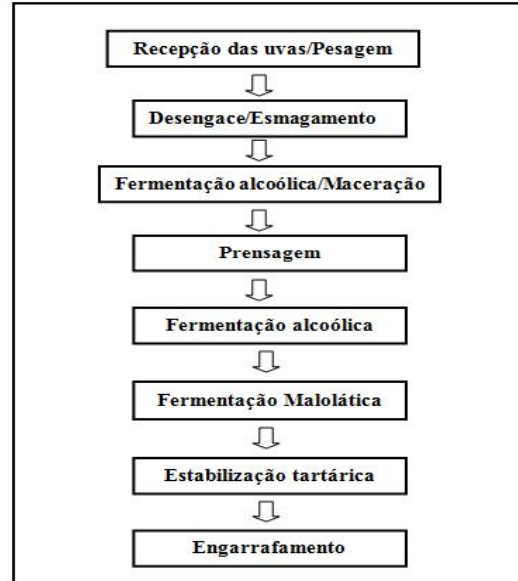 Recepção das uvas/Pesagem
Desengace/Esmagamento
Fermentação alcoólica/Maceração
Prensagem
Fermentação alcoólica
Fermentação Malolática
Estabilização tartárica
Engarrafamento